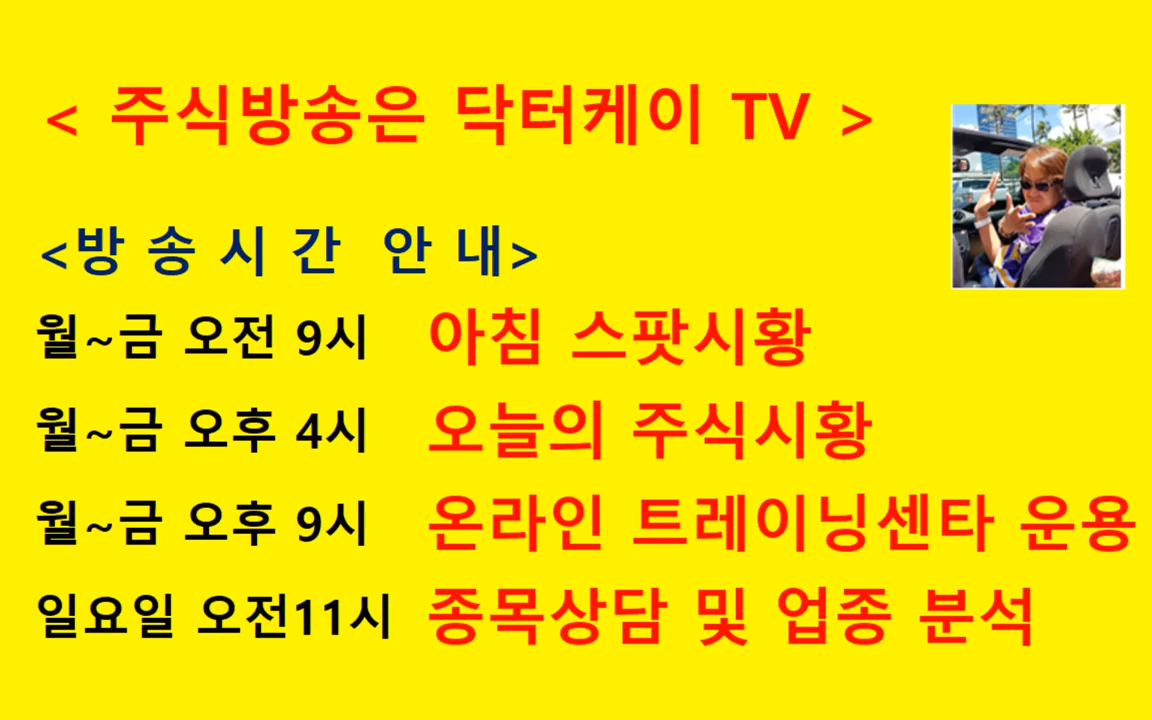 < 주식방송은 닥터케이 TV >
<방 송 시 간 안 내>
월~금 오전 9시 아침 스팟시황
월~금 오후 4시 오늘의 주식시황
월~금 오후 9시 온라인 트레이닝센타 운용
일요일 오전11시 종목상담 및 업종 분석